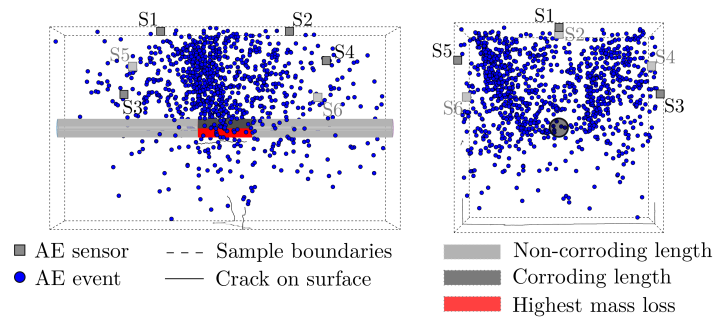 S1
S2
S5
S4
S3
S6
S1
S2
S5
S4
S6
S3
AE sensor
Sample boundaries
AE event
Crack on surface
Non-corroding length
Corroding length
Highest mass loss